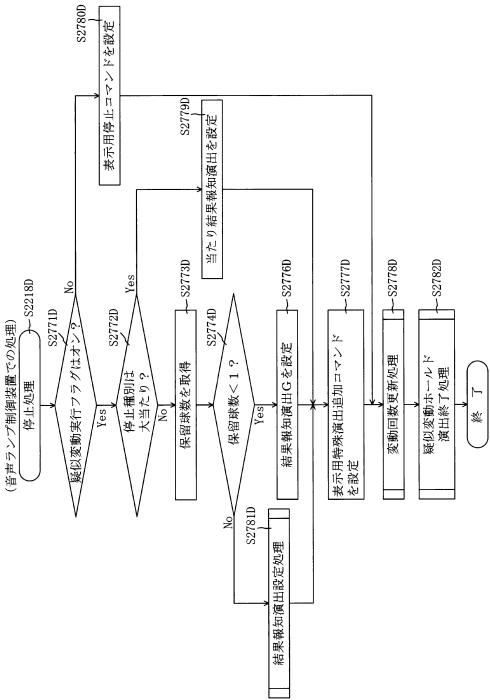 (音声ランプ制御装置での処理)
停止処理
S2218D
疑似変動実行フラグはオン?
S2771D
No
Yes
表示用停止コマンドを設定
S2780D
停止種別は
大当たり?
S2772D
Yes
No
当たり結果報知演出を設定
S2779D
保留球数を取得
S2773D
保留球数<1?
S2774D
No
Yes
結果報知演出設定処理
S2781D
結果報知演出Gを設定
S2776D
表示用特殊演出追加コマンド
を設定
S2777D
変動回数更新処理
S2778D
疑似変動ホールド
演出終了処理
S2782D
終了